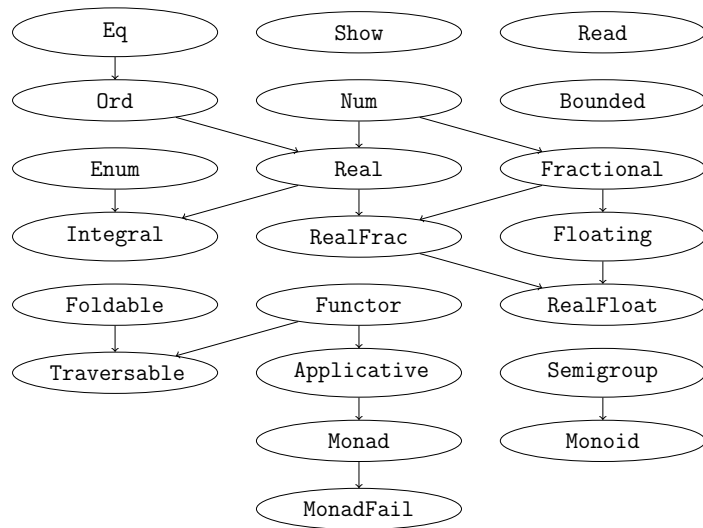 Eq Show Read
Ord Num Bounded
Enum Real Fractional
Integral RealFrac Floating
Foldable Functor RealFloat
Traversable Applicative Semigroup
Monad Monoid
MonadFail